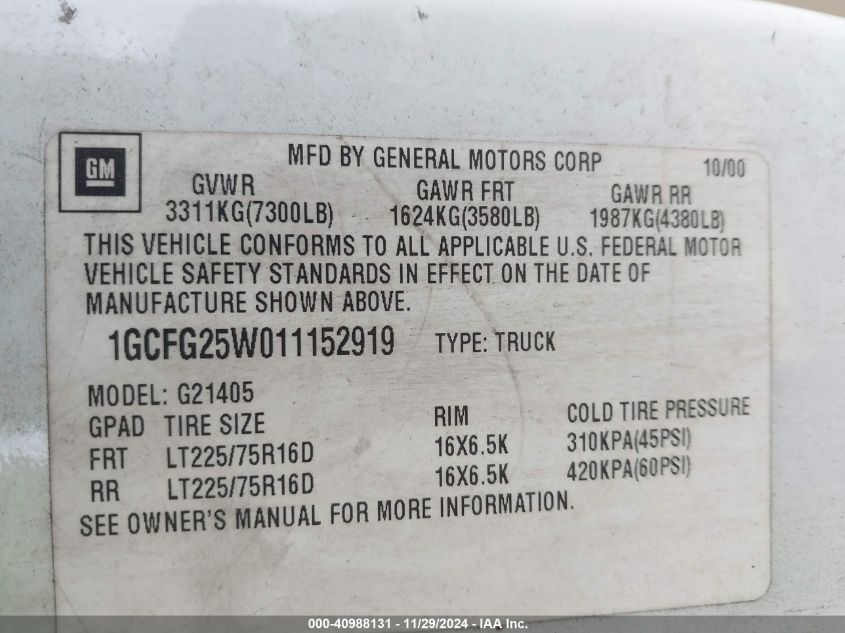 GM
MFD BY GENERAL MOTORS CORP 10/00
GVWR GAWR FRT GAWR RR
3311KG(7300LB) 1624KG(3580LB) 1987KG(4380LB)
THIS VEHICLE CONFORMS TO ALL APPLICABLE U.S. FEDERAL MOTOR
VEHICLE SAFETY STANDARDS IN EFFECT ON THE DATE OF
MANUFACTURE SHOWN ABOVE.
1GCFG25W011152919 TYPE: TRUCK
MODEL: G21405
GPAD TIRE SIZE RIM COLD TIRE PRESSURE
FRT LT225/75R16D 16X6.5K 310KPA(45PSI)
RR LT225/75R16D 16X6.5K 420KPA(60PSI)
SEE OWNER'S MANUAL FOR MORE INFORMATION.
000-40988131 - 11/29/2024 - IAA Inc.